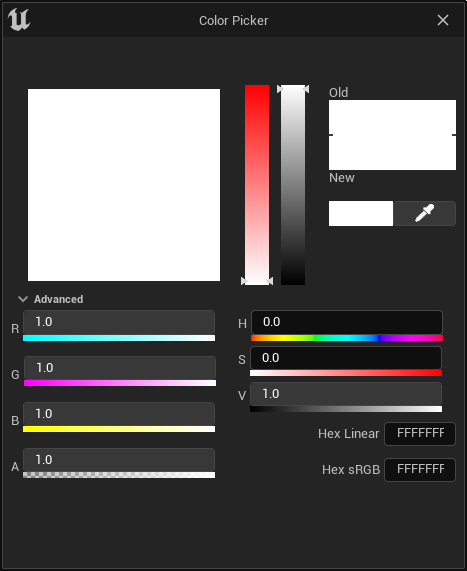 Color Picker
Old
New
Advanced
R 1.0
G 1.0
B 1.0
A 1.0
H 0.0
S 0.0
V 1.0
Hex Linear FFFFFFF
Hex sRGB FFFFFFF